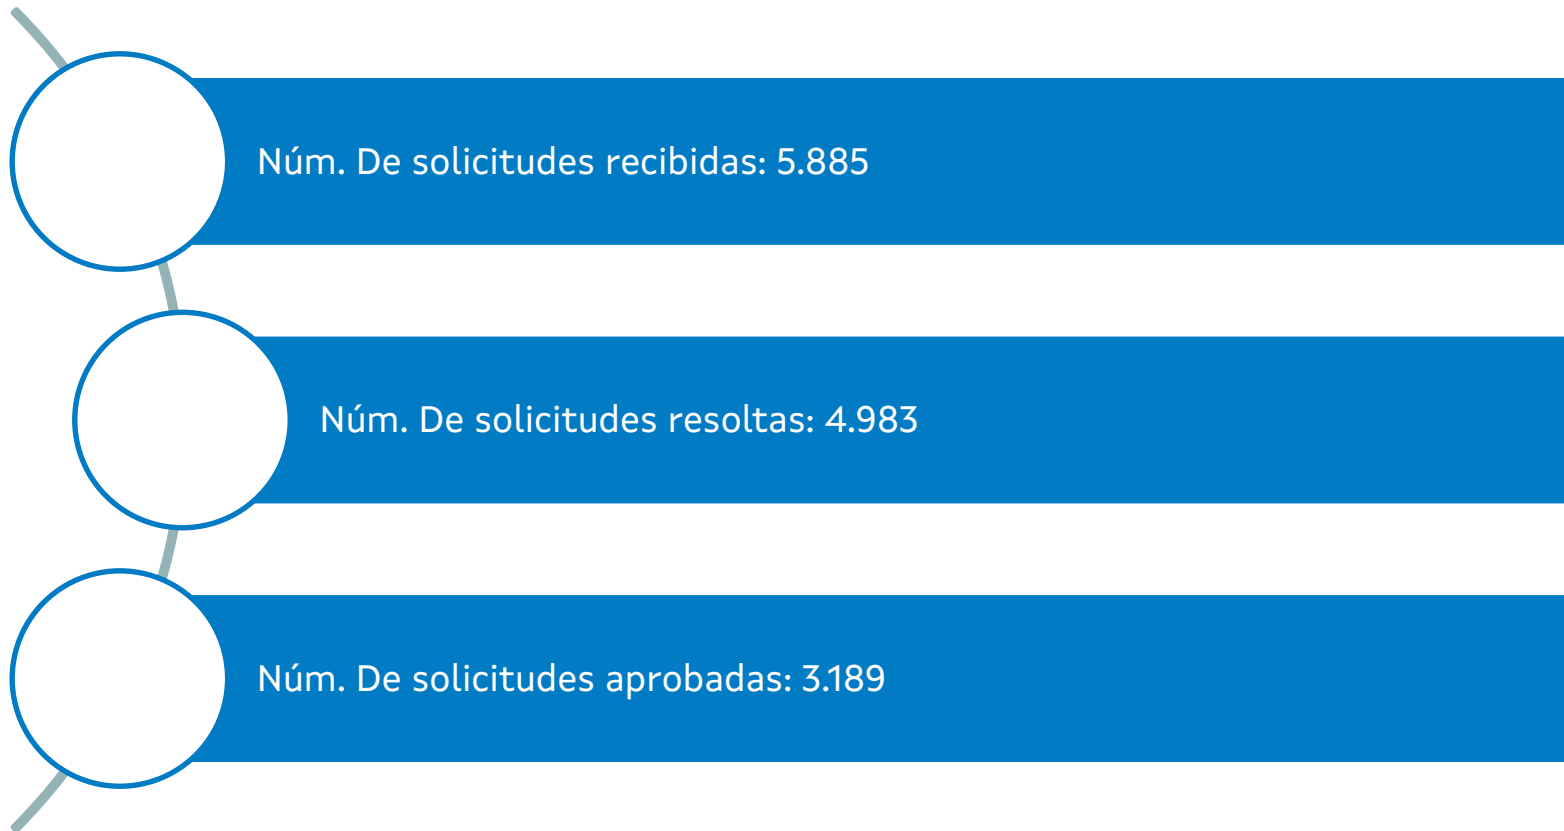 Núm. De solicitudes recibidas: 5.885
Núm. De solicitudes resoltas: 4.983
Núm. De solicitudes aprobadas: 3.189